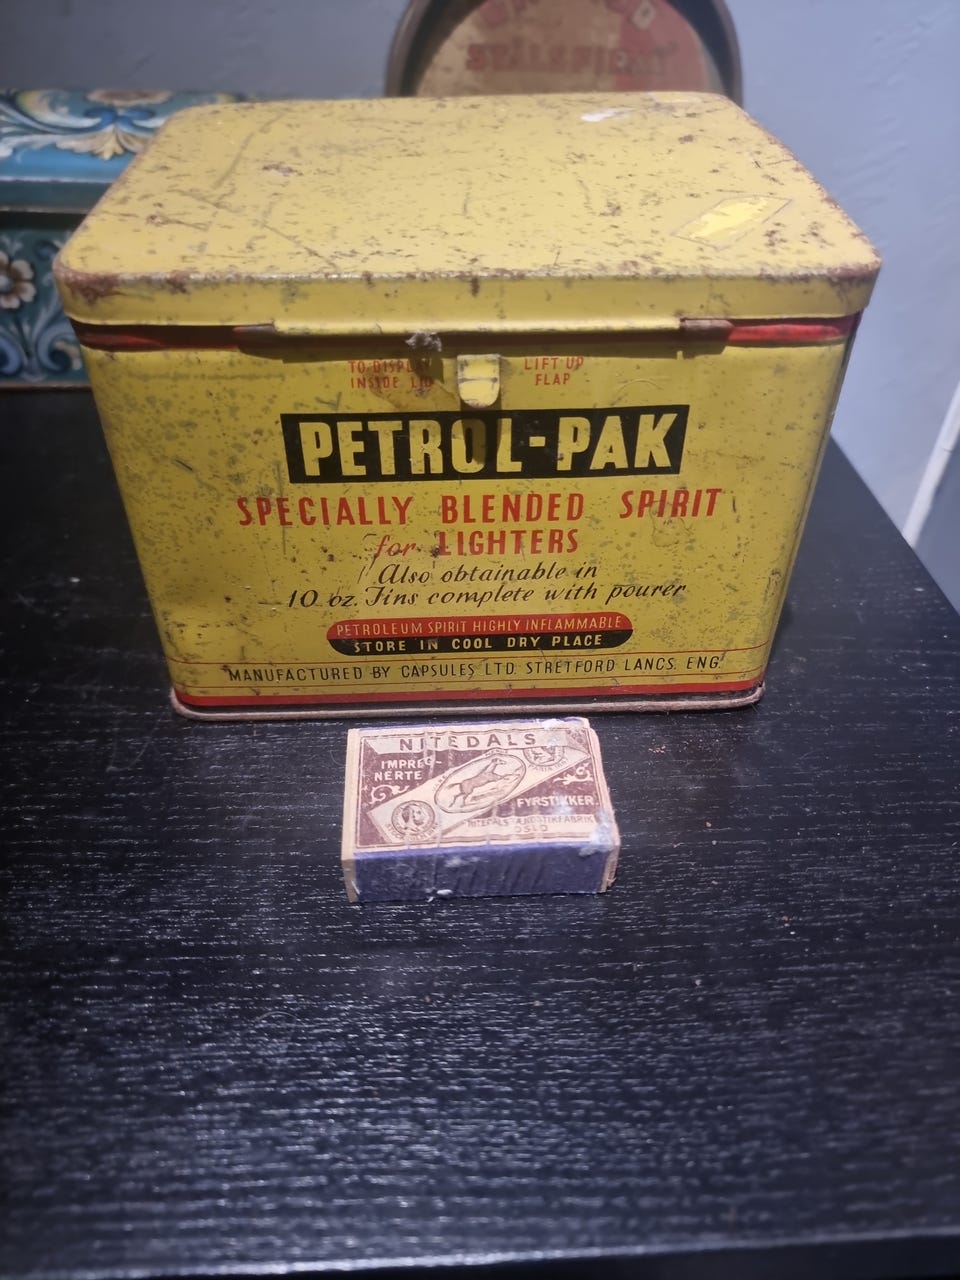 STÅLSPIRAL
TO DISPLAY LIFT UP
INSIDE LID FLAP
PETROL-PAK
SPECIALLY BLENDED SPIRIT
for LIGHTERS
Also obtainable in
10 oz. Tins complete with pourer
PETROLEUM SPIRIT HIGHLY INFLAMMABLE
STORE IN COOL DRY PLACE
MANUFACTURED BY CAPSULES LTD. STRETFORD LANCS. ENG.
NITEDALS
IMPREG-
NERTE
FYRSTIKKER.
NITEDALS TÆNDSTIKFABRIK
OSLO